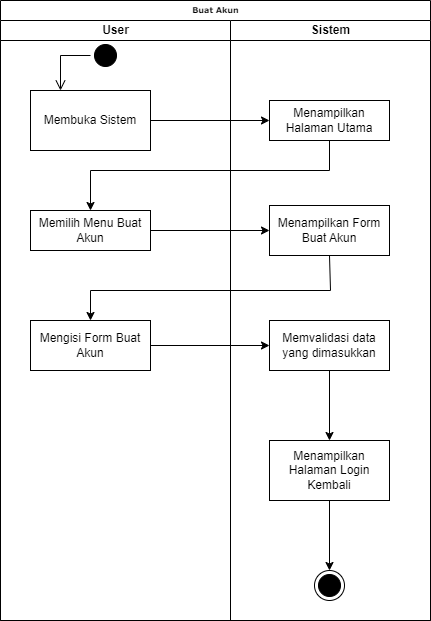 Buat Akun
User
Sistem
Membuka Sistem
Menampilkan
Halaman Utama
Memilih Menu Buat
Akun
Menampilkan Form
Buat Akun
Mengisi Form Buat
Akun
Memvalidasi data
yang dimasukkan
Menampilkan
Halaman Login
Kembali